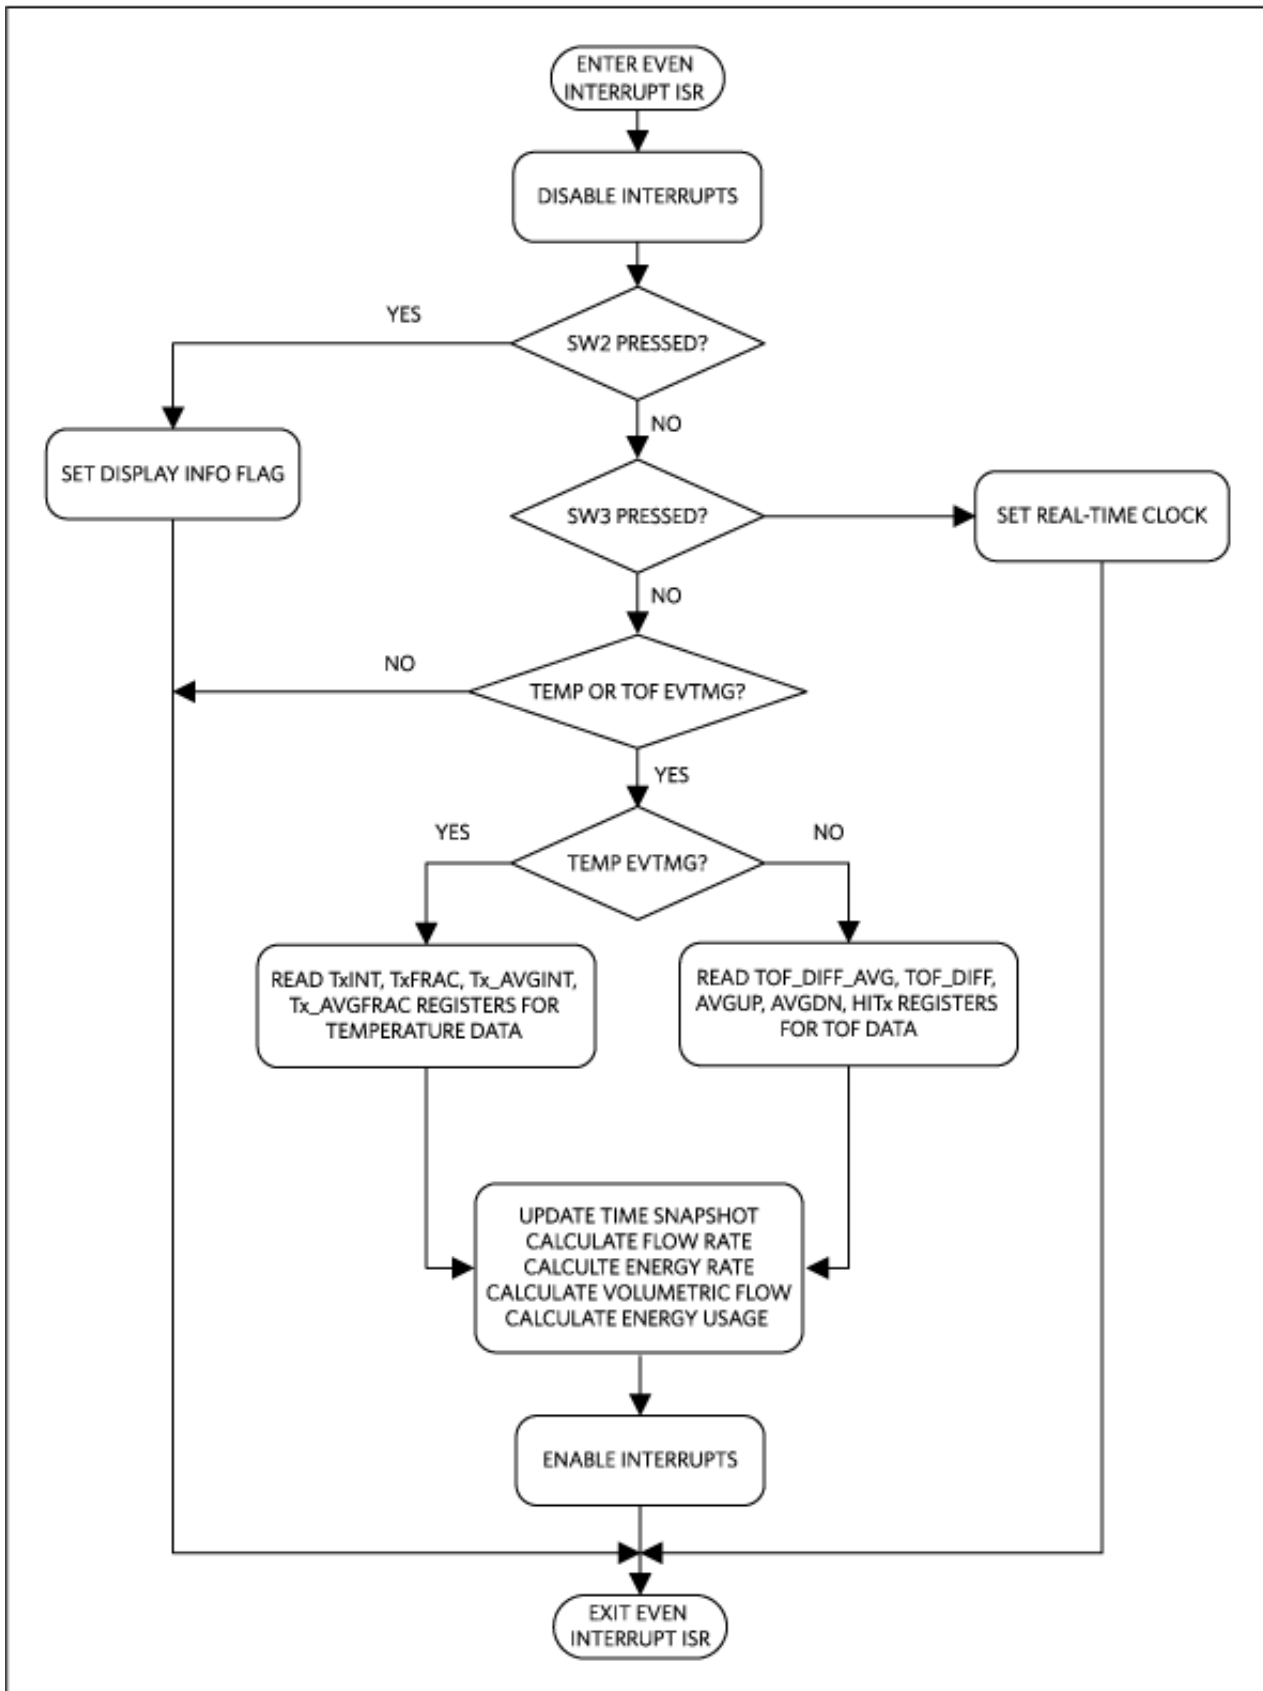 ENTER EVEN
INTERRUPT ISR
DISABLE INTERRUPTS
YES
SW2 PRESSED?
NO
SET DISPLAY INFO FLAG
SW3 PRESSED?
SET REAL-TIME CLOCK
NO
NO
TEMP OR TOF EVTMG?
YES
YES
NO
TEMP EVTMG?
READ TxINT, TxFRAC, Tx_AVGINT,
Tx_AVGFRAC REGISTERS FOR
TEMPERATURE DATA
READ TOF_DIFF_AVG, TOF_DIFF,
AVGUP, AVGDN, HITx REGISTERS
FOR TOF DATA
UPDATE TIME SNAPSHOT
CALCULATE FLOW RATE
CALCULTE ENERGY RATE
CALCULATE VOLUMETRIC FLOW
CALCULATE ENERGY USAGE
ENABLE INTERRUPTS
EXIT EVEN
INTERRUPT ISR